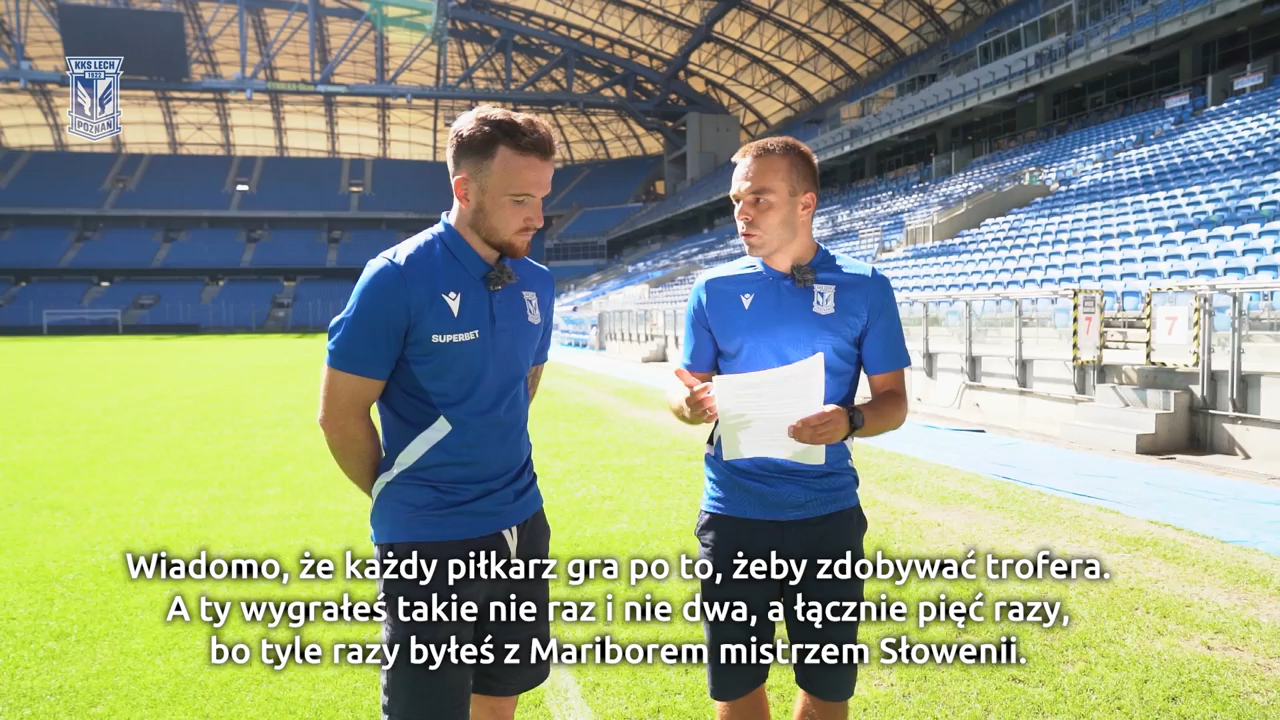 KKS LECH
1922
POZNAŃ
SUPERBET
7
7
Wiadomo, że każdy piłkarz gra po to, żeby zdobywać trofera.
A ty wygrałeś takie nie raz i nie dwa, a łącznie pięć razy,
bo tyle razy byłeś z Mariborem mistrzem Słowenii.